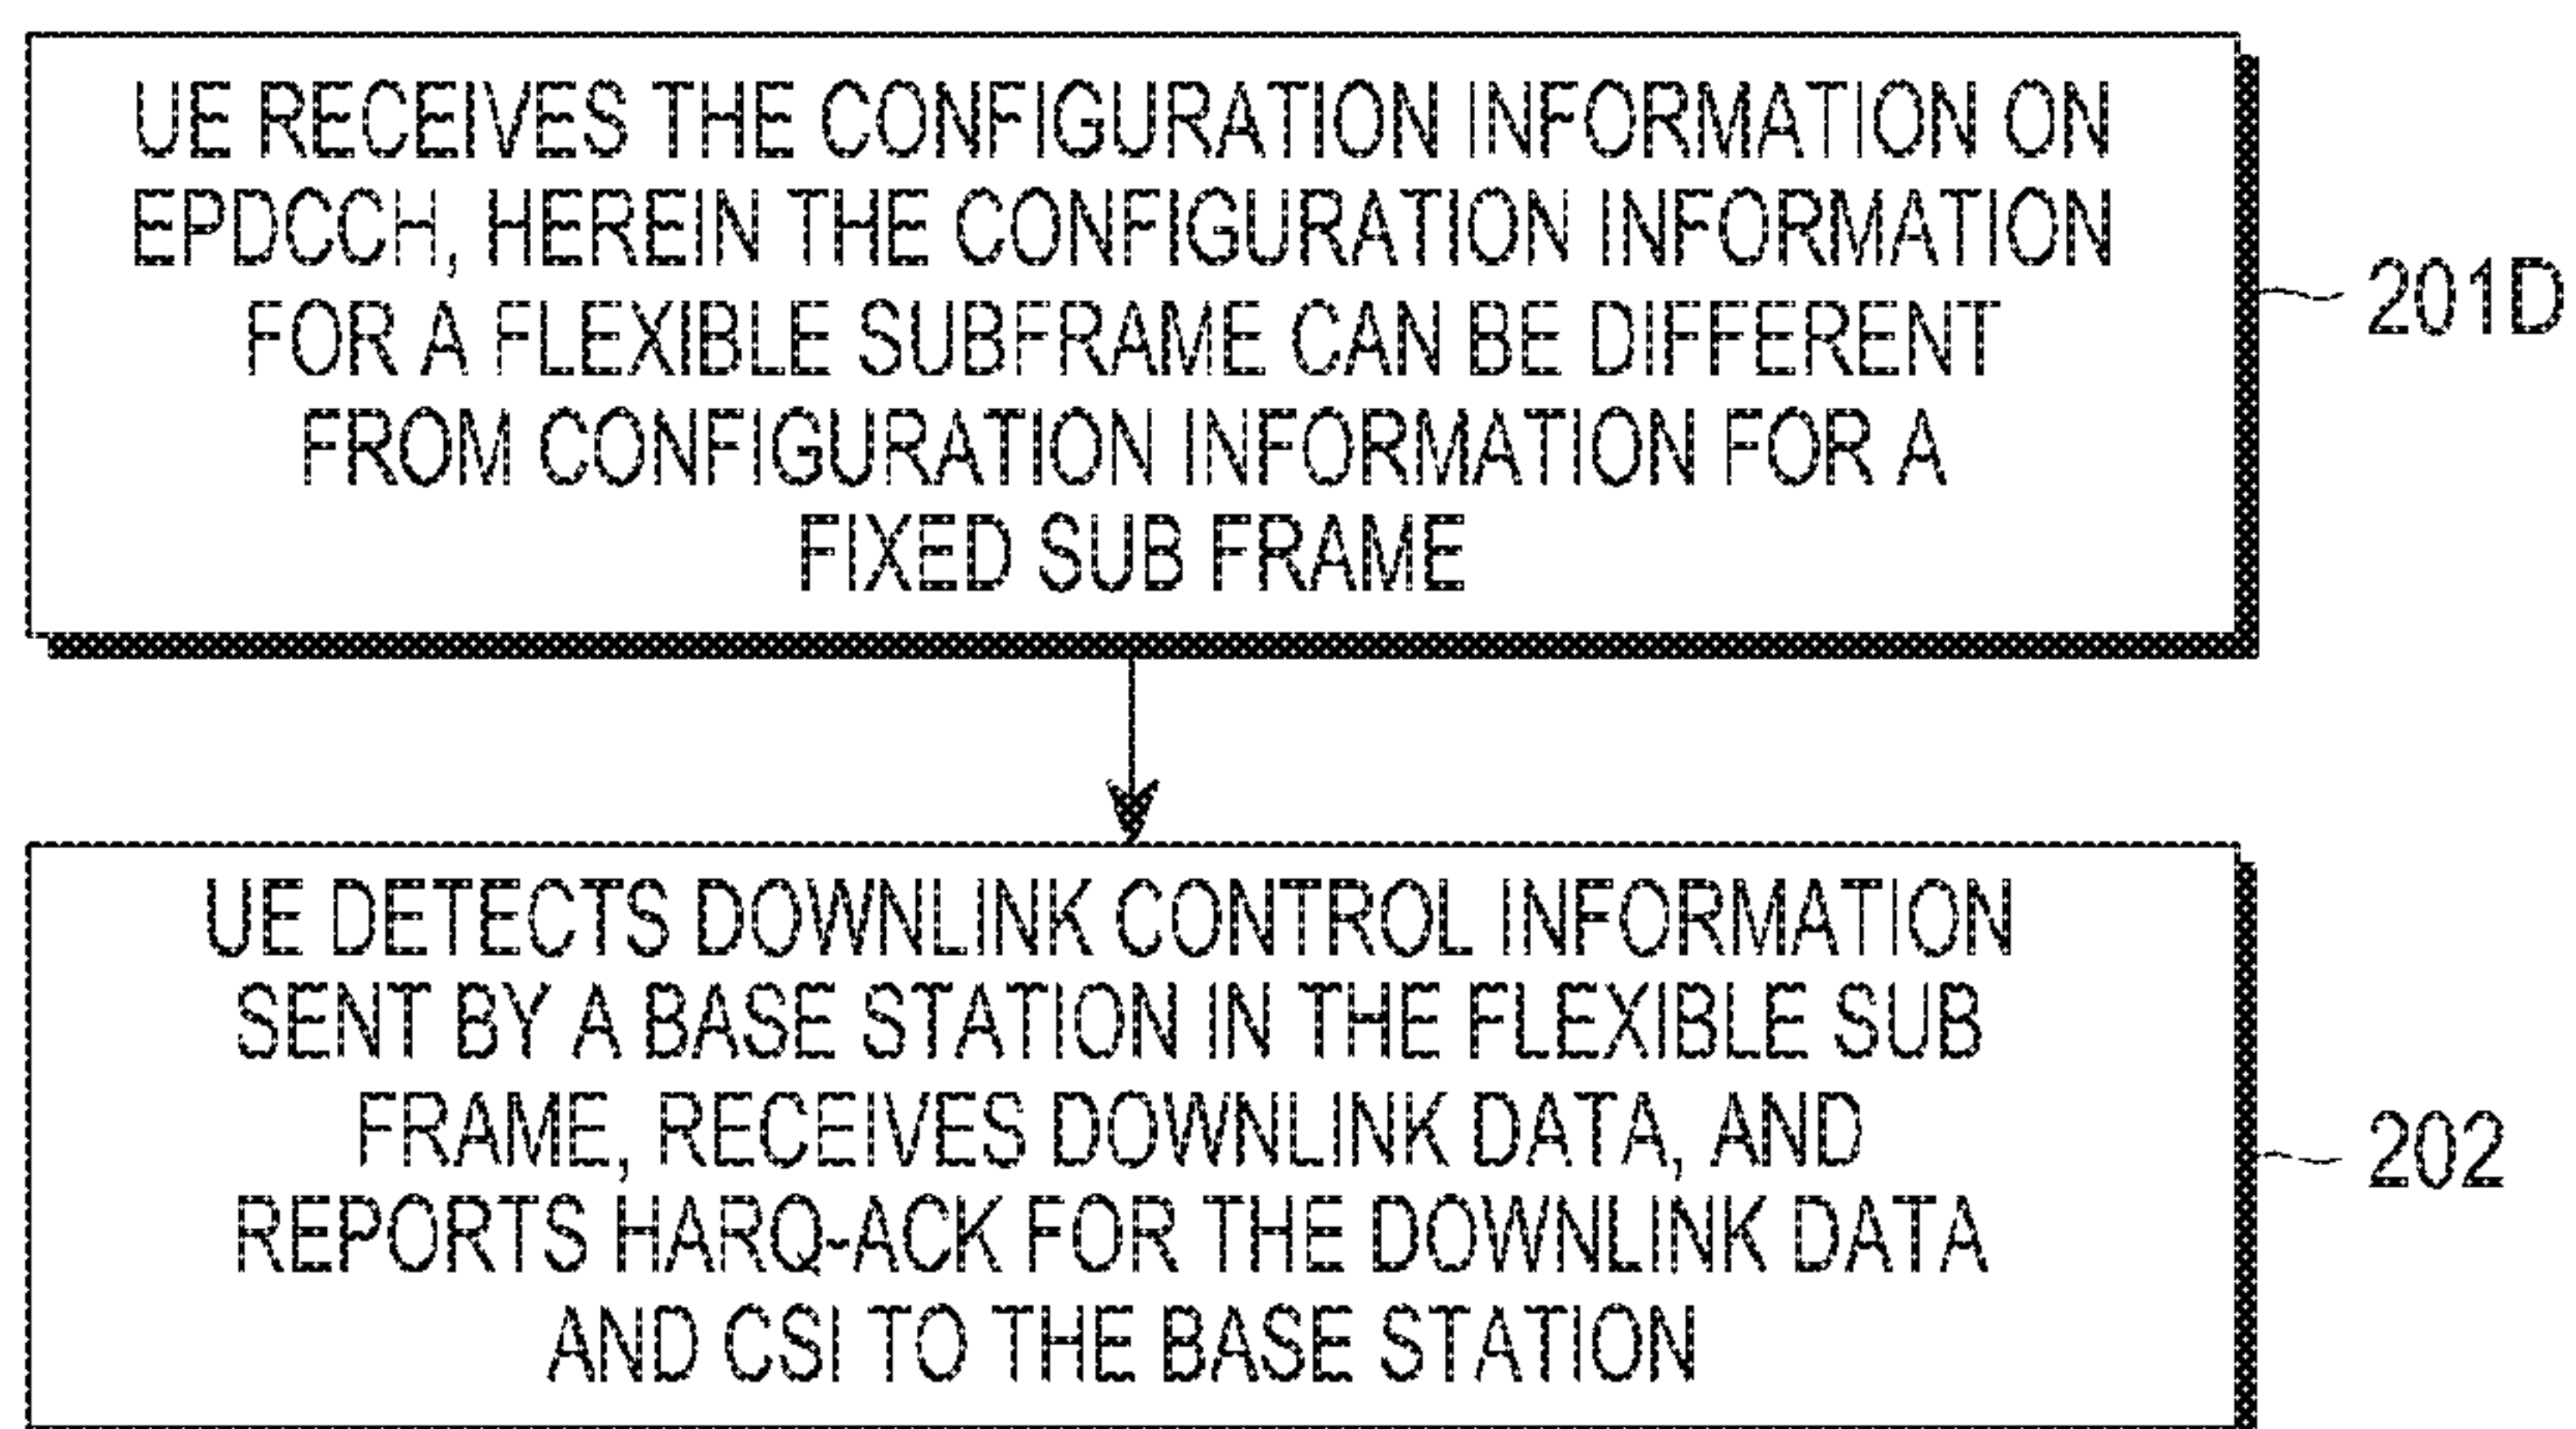 UE RECEIVES THE CONFIGURATION INFORMATION ON
EPDCCH, HEREIN THE CONFIGURATION INFORMATION
FOR A FLEXIBLE SUBFRAME CAN BE DIFFERENT
FROM CONFIGURATION INFORMATION FOR A
FIXED SUB FRAME
201D
UE DETECTS DOWNLINK CONTROL INFORMATION
SENT BY A BASE STATION IN THE FLEXIBLE SUB
FRAME, RECEIVES DOWNLINK DATA, AND
REPORTS HARQ-ACK FOR THE DOWNLINK DATA
AND CSI TO THE BASE STATION
202